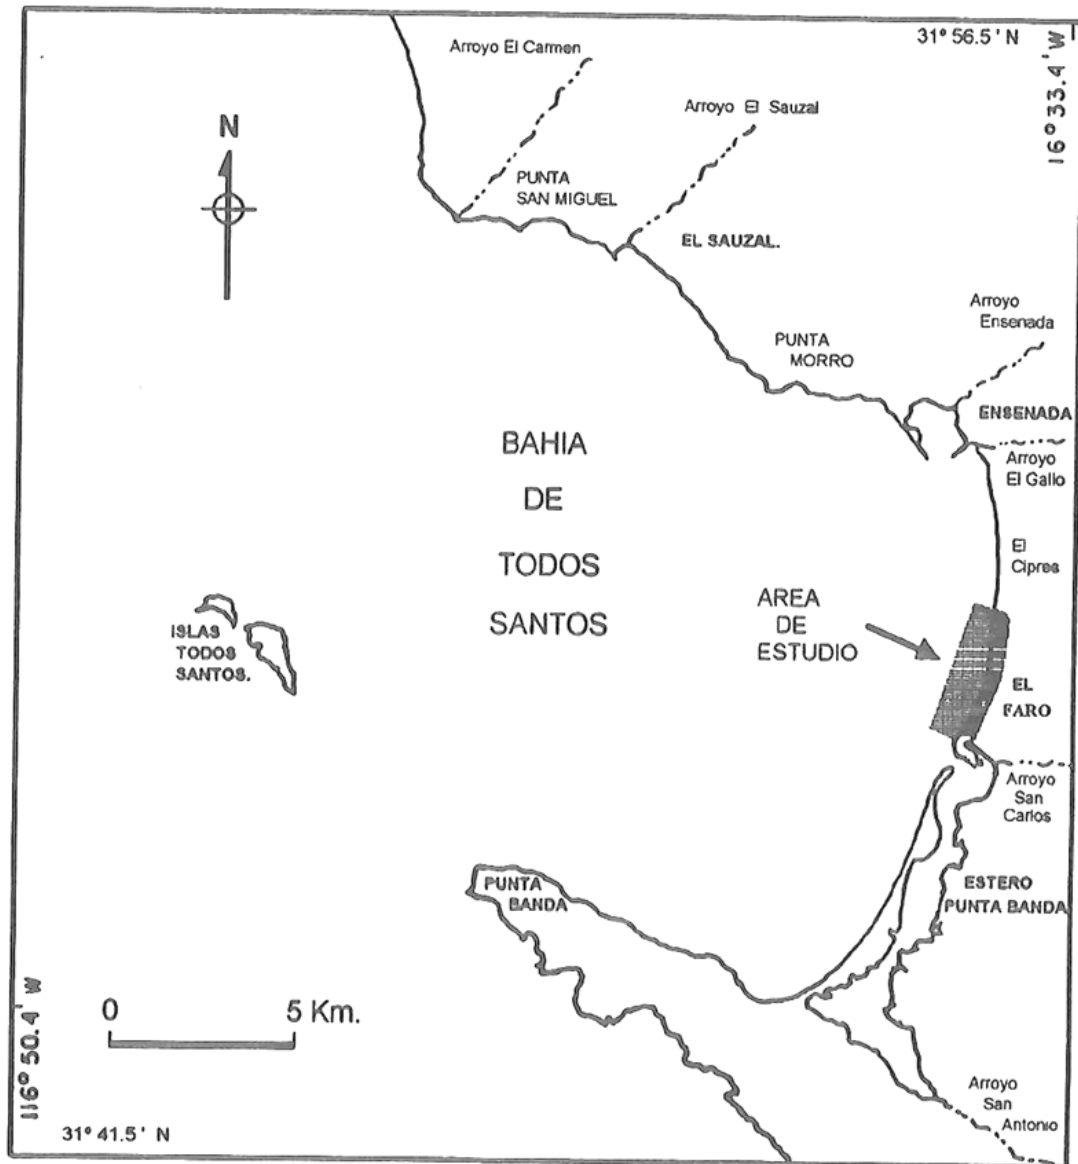 31° 56.5' N
16° 33.4' W
Arroyo El Carmen
Arroyo El Sauzal
N
PUNTA
SAN MIGUEL
EL SAUZAL.
Arroyo
Ensenada
PUNTA
MORRO
ENSENADA
Arroyo
El Gallo
BAHIA
DE
TODOS
SANTOS
El
Cipres
AREA
DE
ESTUDIO
ISLAS
TODOS
SANTOS.
EL
FARO
Arroyo
San
Carlos
PUNTA
BANDA
ESTERO
PUNTA BANDA
0
5 Km.
116° 50.4' W
31° 41.5' N
Arroyo
San
Antonio